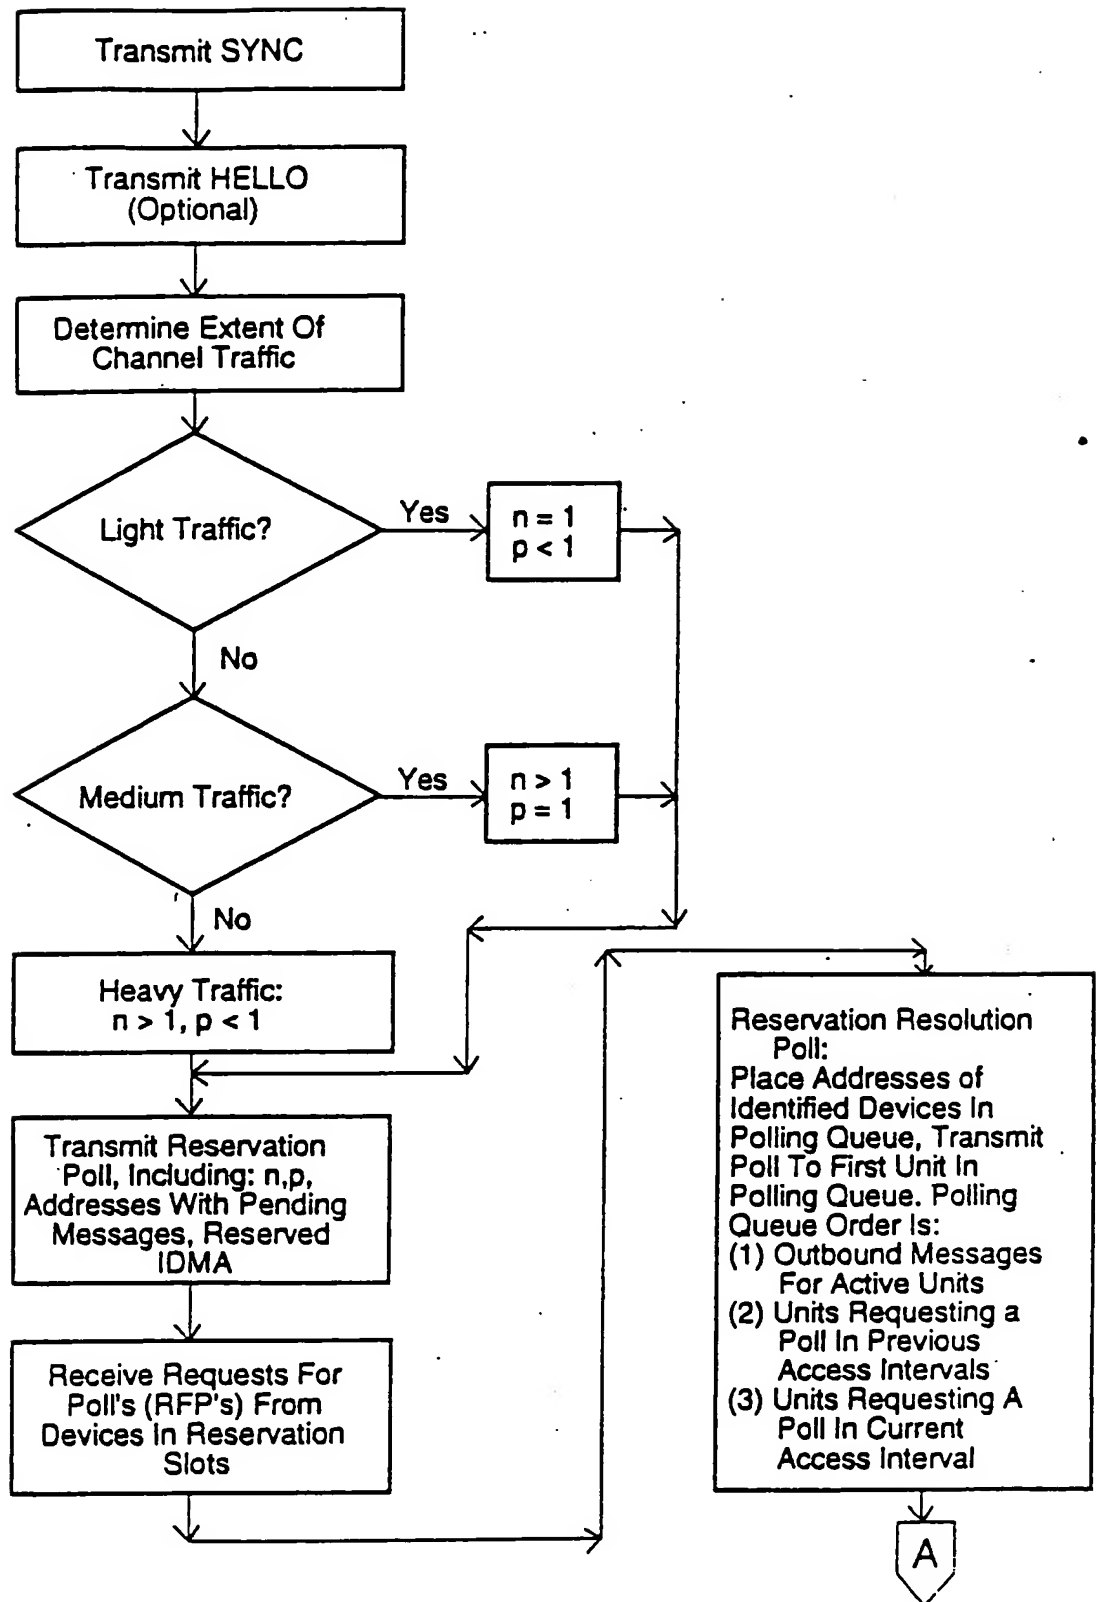 Transmit SYNC
Transmit HELLO
(Optional)
Determine Extent Of
Channel Traffic
Light Traffic?
Yes
n = 1
p < 1
No
Medium Traffic?
Yes
n > 1
p = 1
No
Heavy Traffic:
n > 1, p < 1
Transmit Reservation
Poll, Including: n,p,
Addresses With Pending
Messages, Reserved
IDMA
Receive Requests For
Poll's (RFP's) From
Devices In Reservation
Slots
Reservation Resolution
Poll:
Place Addresses of
Identified Devices In
Polling Queue, Transmit
Poll To First Unit In
Polling Queue. Polling
Queue Order Is:
(1) Outbound Messages
For Active Units
(2) Units Requesting a
Poll In Previous
Access Intervals
(3) Units Requesting A
Poll In Current
Access Interval
A